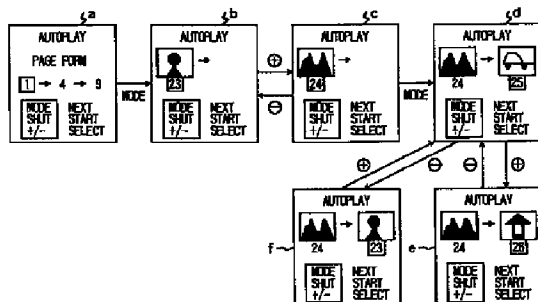 a
AUTOPLAY
PAGE FORM
1 → 4 → 9
MODE NEXT
SHUT START
+/- SELECT
MODE
b
AUTOPLAY
→
23
MODE NEXT
SHUT START
+/- SELECT
⊕
⊖
c
AUTOPLAY
→
24
MODE NEXT
SHUT START
+/- SELECT
MODE
d
AUTOPLAY
→
24 125
MODE NEXT
SHUT START
+/- SELECT
⊕ ⊖ ⊖ ⊕
f
AUTOPLAY
→
24 23
MODE NEXT
SHUT START
+/- SELECT
e
AUTOPLAY
→
24 26
MODE NEXT
SHUT START
+/- SELECT